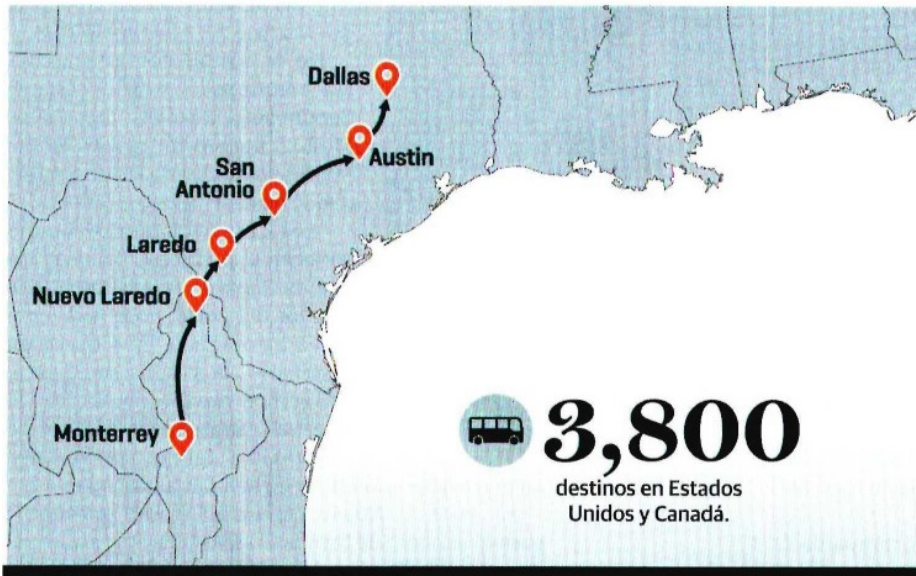 Dallas
Austin
San
Antonio
Laredo
Nuevo Laredo
Monterrey
3,800
destinos en Estados
Unidos y Canadá.